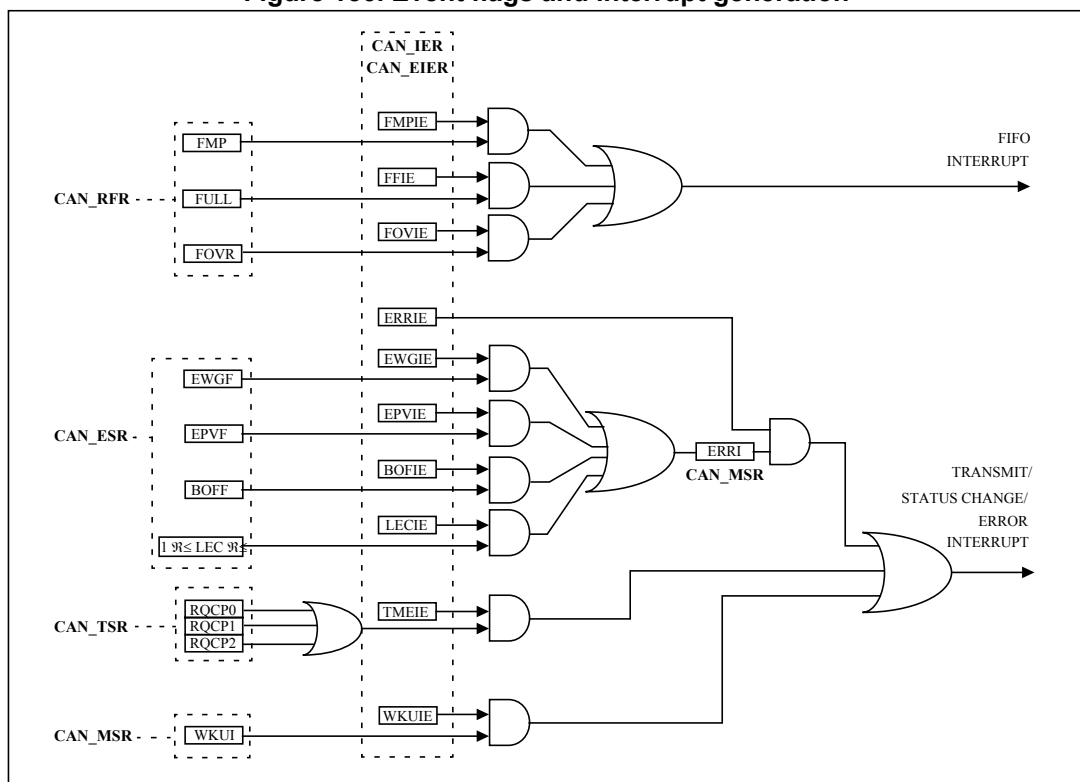 CAN_IER
CAN_EIER
FMPIE
FMP
FIFO
INTERRUPT
FFIE
CAN_RFR
FULL
FOVIE
FOVR
ERRIE
EWGIE
EWGF
EPVIE
CAN_ESR
EPVF
ERRI
CAN_MSR
BOFIE
BOFF
TRANSMIT/
STATUS CHANGE/
ERROR
INTERRUPT
LECIE
1 ℜ≤ LEC ℜ≤
TMEIE
RQCP0
CAN_TSR
RQCP1
RQCP2
WKUIE
CAN_MSR
WKUI